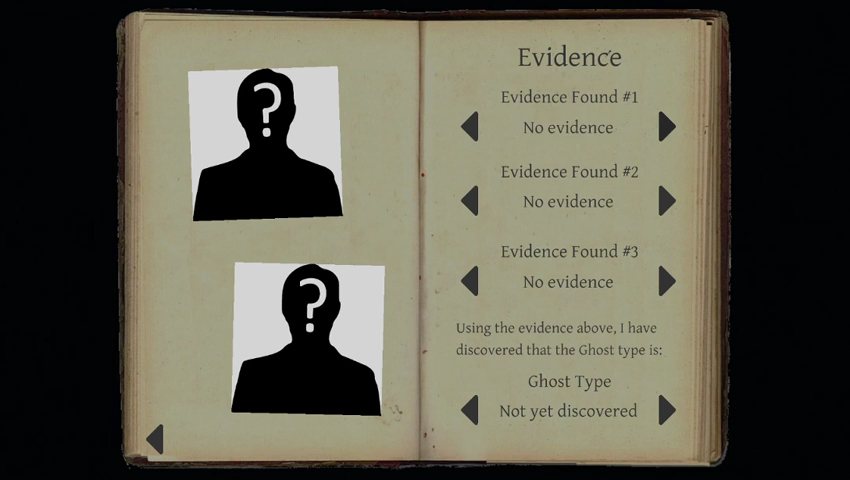 ?
?
Evidence
Evidence Found #1
No evidence
Evidence Found #2
No evidence
Evidence Found #3
No evidence
Using the evidence above, I have
discovered that the Ghost type is:
Ghost Type
Not yet discovered